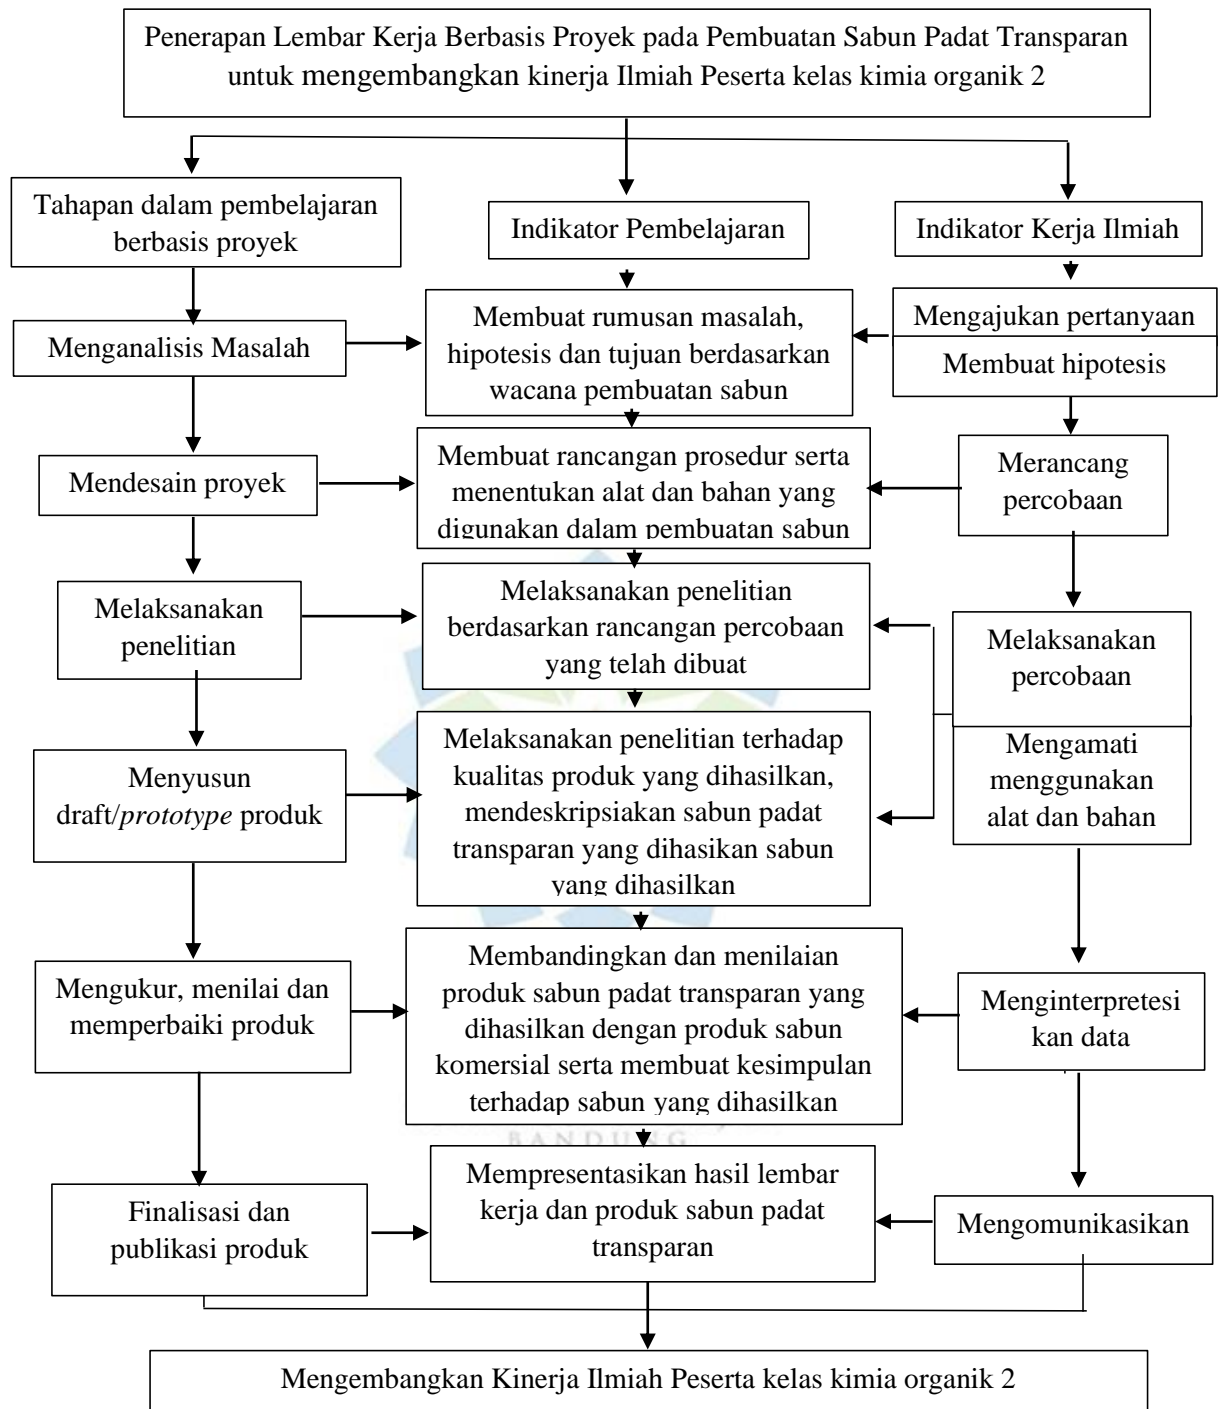 Penerapan Lembar Kerja Berbasis Proyek pada Pembuatan Sabun Padat Transparan
untuk mengembangkan kinerja Ilmiah Peserta kelas kimia organik 2
Tahapan dalam pembelajaran
berbasis proyek
Indikator Pembelajaran
Indikator Kerja Ilmiah
Menganalisis Masalah
Membuat rumusan masalah,
hipotesis dan tujuan berdasarkan
wacana pembuatan sabun
Mengajukan pertanyaan
Membuat hipotesis
Mendesain proyek
Membuat rancangan prosedur serta
menentukan alat dan bahan yang
digunakan dalam pembuatan sabun
Merancang
percobaan
Melaksanakan
penelitian
Melaksanakan penelitian
berdasarkan rancangan percobaan
yang telah dibuat
Melaksanakan
percobaan
Menyusun
draft/prototype produk
Melaksanakan penelitian terhadap
kualitas produk yang dihasilkan,
mendeskripsiakan sabun padat
transparan yang dihasikan sabun
yang dihasilkan
Mengamati
menggunakan
alat dan bahan
Mengukur, menilai dan
memperbaiki produk
Membandingkan dan menilaian
produk sabun padat transparan yang
dihasilkan dengan produk sabun
komersial serta membuat kesimpulan
terhadap sabun yang dihasilkan
Menginterpretesi
kan data
BANDUNG
Finalisasi dan
publikasi produk
Mempresentasikan hasil lembar
kerja dan produk sabun padat
transparan
Mengomunikasikan
Mengembangkan Kinerja Ilmiah Peserta kelas kimia organik 2